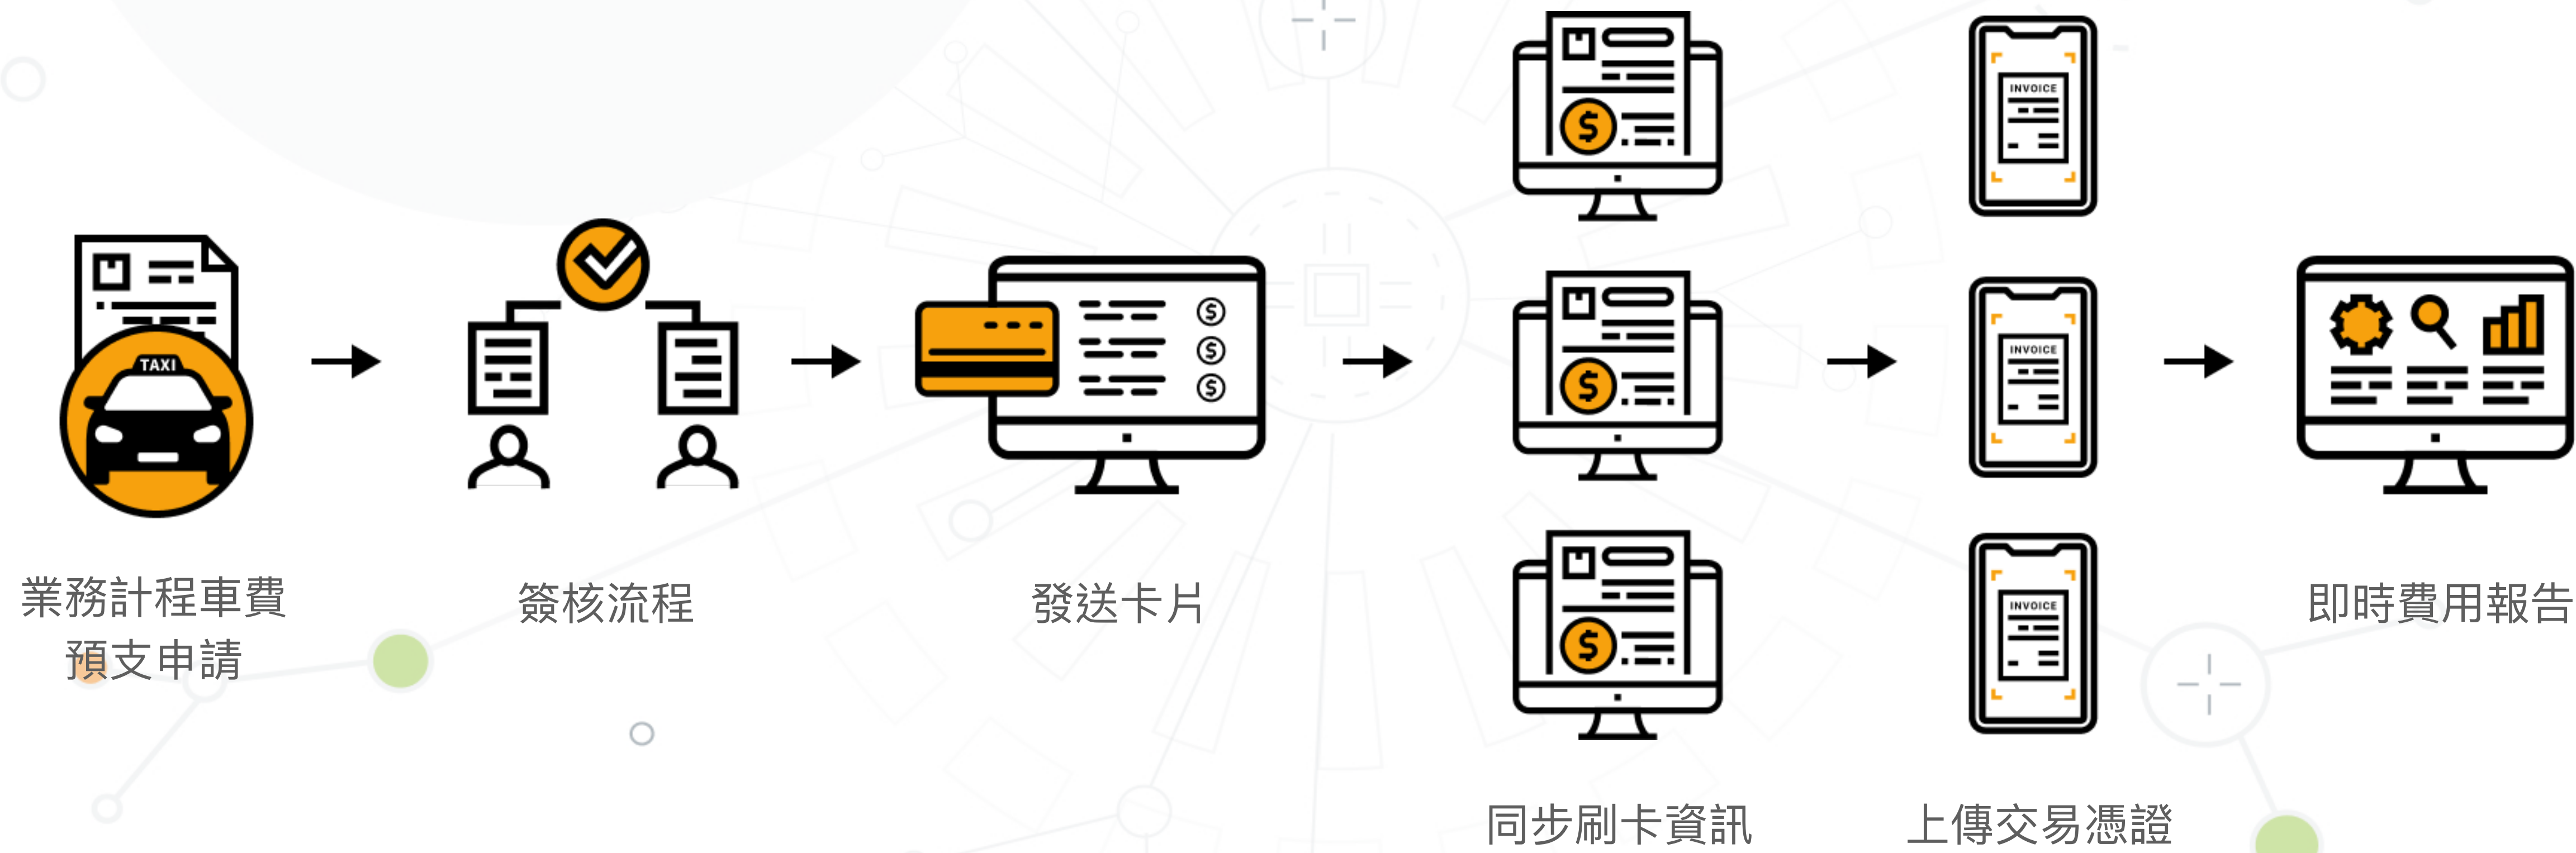 TAXI
業務計程車費
預支申請
簽核流程
發送卡片
$
$
$
$
$
$
同步刷卡資訊
INVOICE
INVOICE
INVOICE
上傳交易憑證
即時費用報告